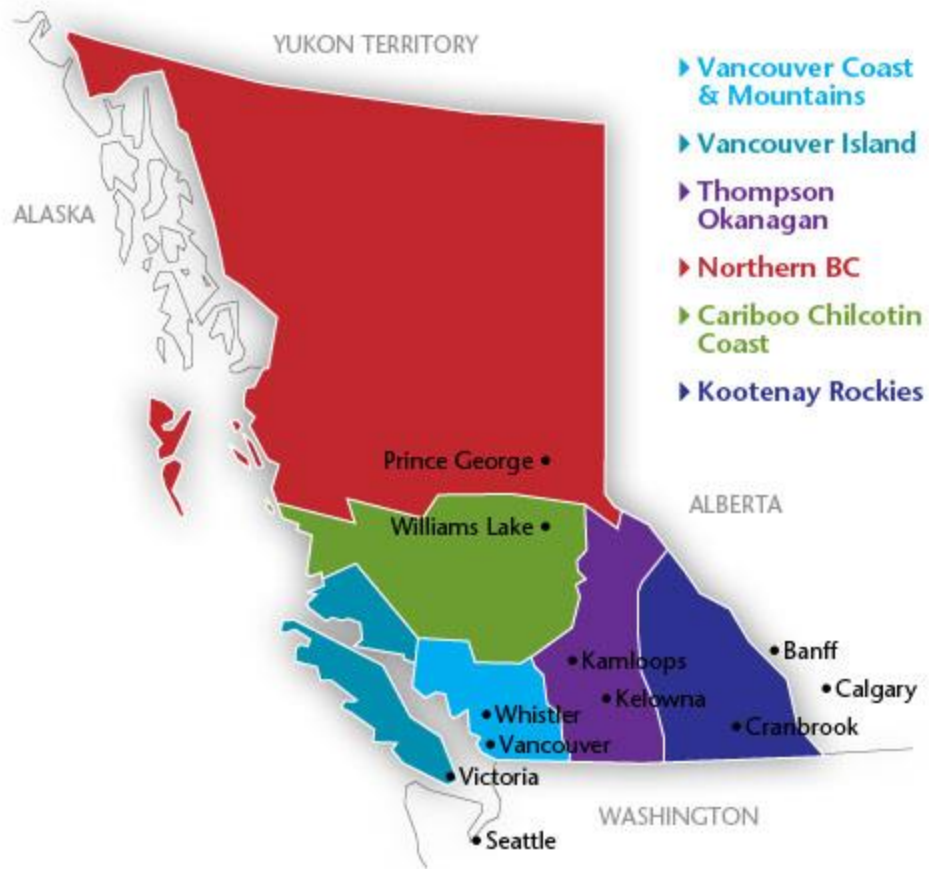 YUKON TERRITORY
Vancouver Coast
& Mountains
Vancouver Island
ALASKA
Thompson
Okanagan
Northern BC
Cariboo Chilcotin
Coast
Kootenay Rockies
Prince George
ALBERTA
Williams Lake
Banff
Kamloops
Calgary
Kelowna
Whistler
Cranbrook
Vancouver
Victoria
WASHINGTON
Seattle